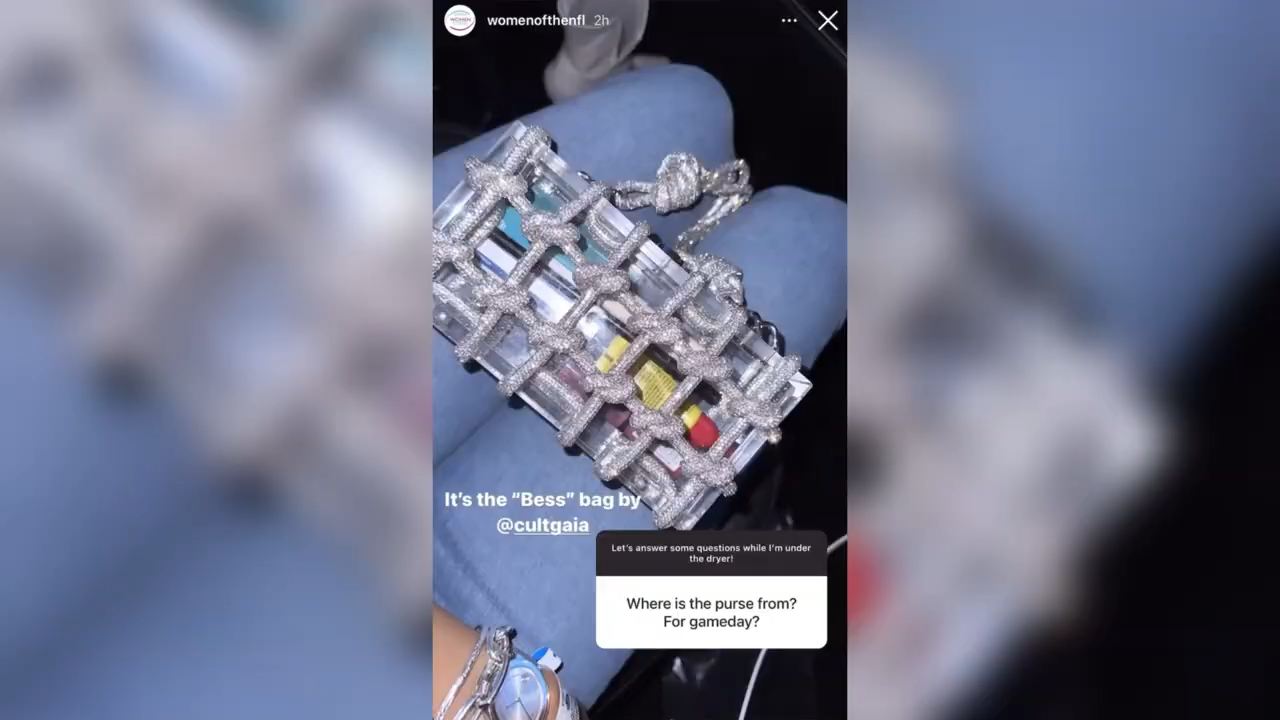 womenofthenfl 2h
It's the “Bess” bag by
@cultgaia
Let's answer some questions while I'm under
the dryer!
Where is the purse from?
For gameday?